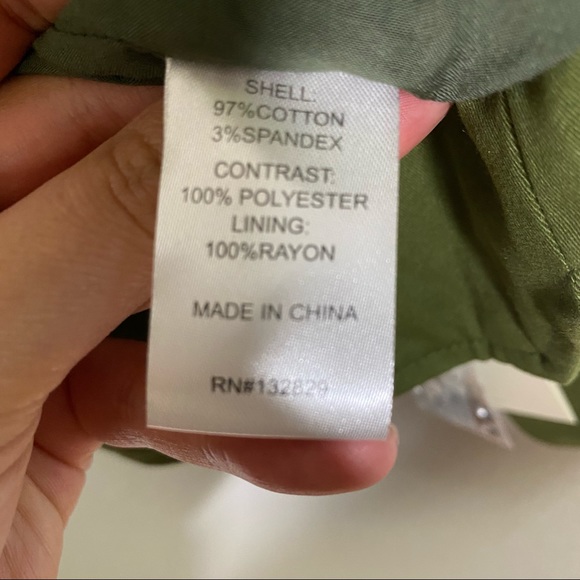 SHELL:
97%COTTON
3%SPANDEX
CONTRAST:
100% POLYESTER
LINING:
100%RAYON
MADE IN CHINA
RN#132829